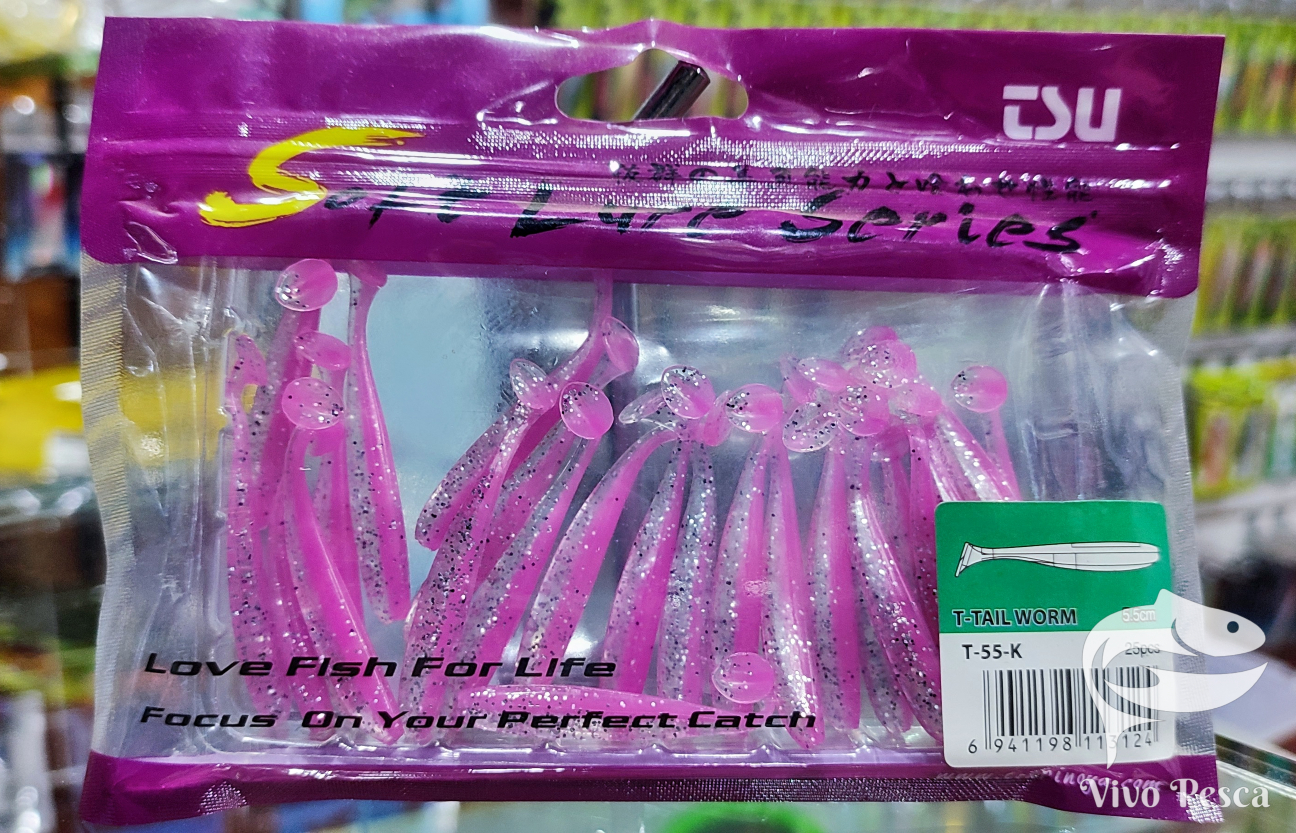 TSU
Soft Lure Series
Love Fish For Life
Focus On Your Perfect Catch
T-TAIL WORM 5.5cm
T-55-K 25pcs
6 941198 113124
Vivo Pesca